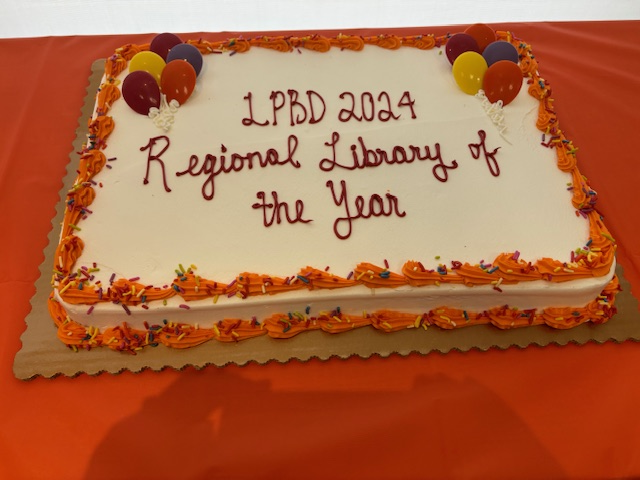 LPBD 2024
Regional Library of
the Year